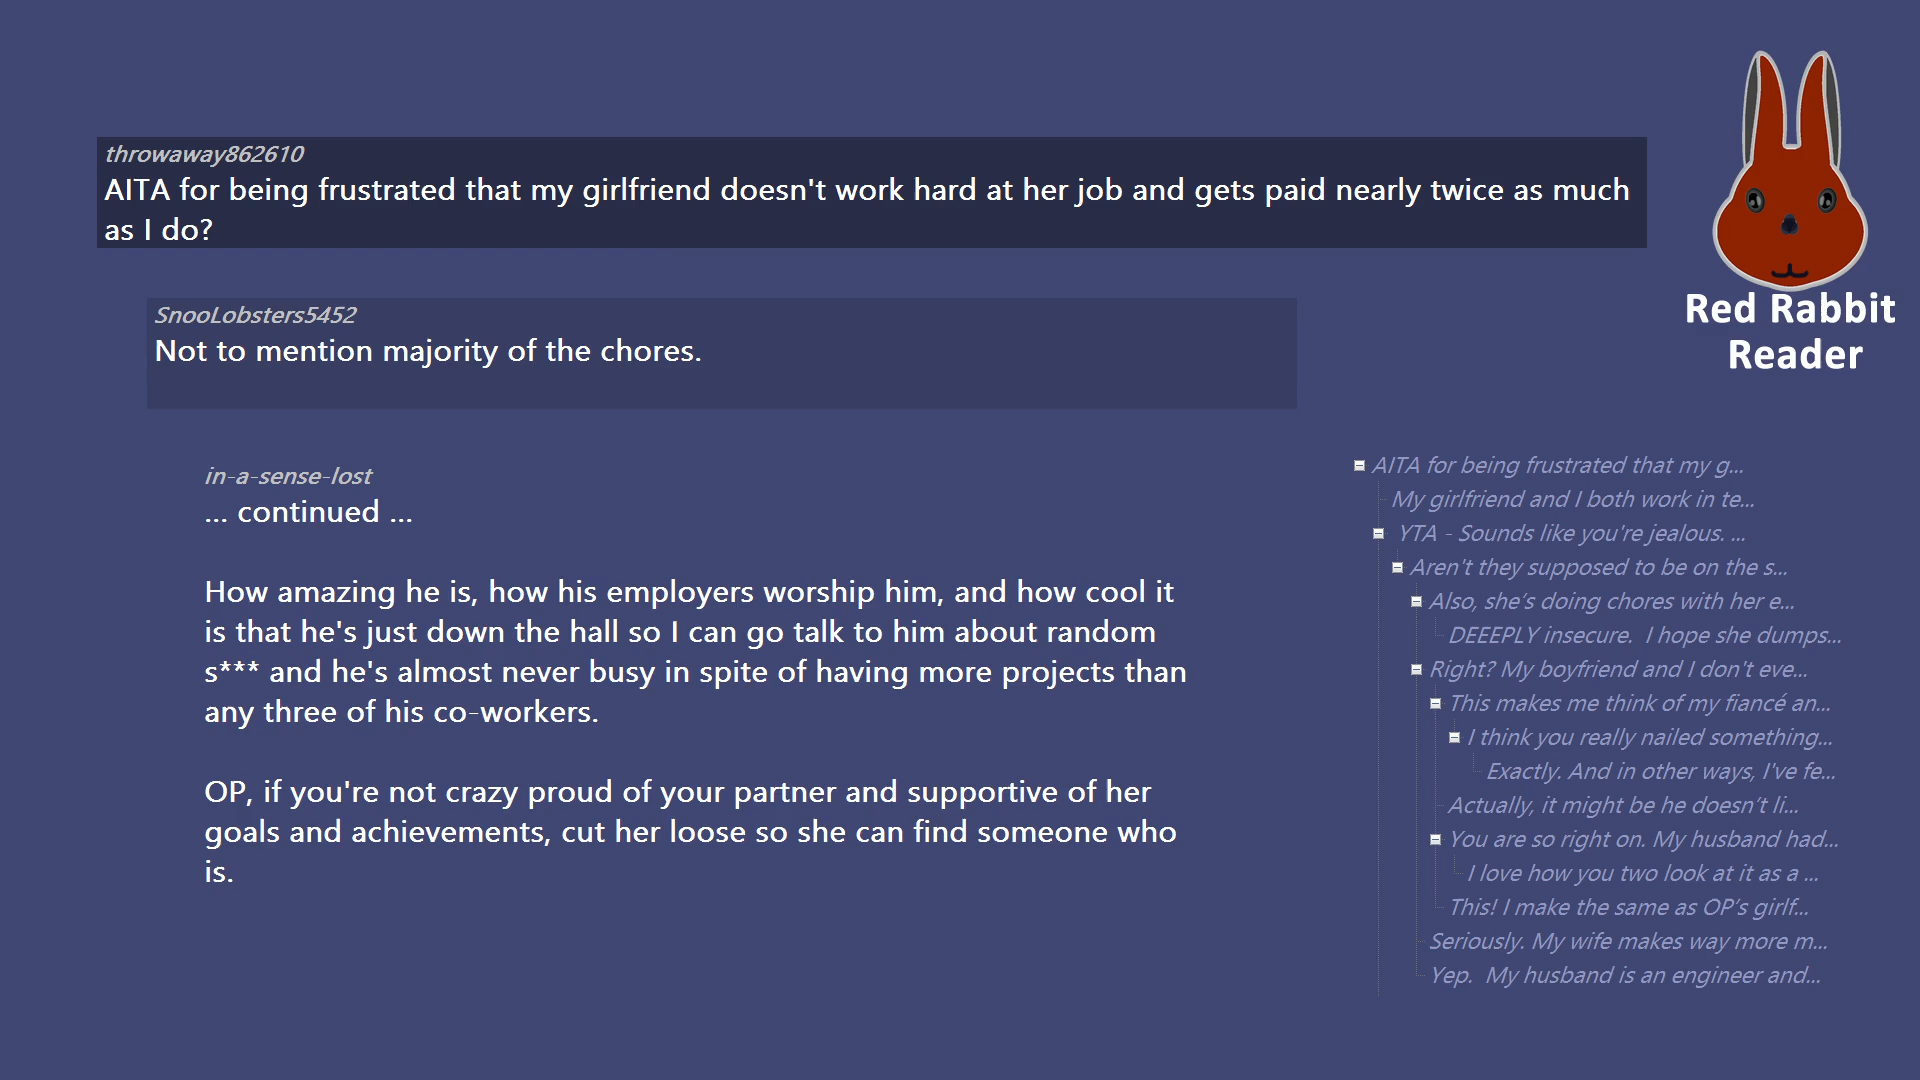 throwaway862610
AITA for being frustrated that my girlfriend doesn't work hard at her job and gets paid nearly twice as much
as I do?
SnooLobsters5452
Not to mention majority of the chores.
in-a-sense-lost
... continued ...
How amazing he is, how his employers worship him, and how cool it
is that he's just down the hall so I can go talk to him about random
s*** and he's almost never busy in spite of having more projects than
any three of his co-workers.
OP, if you're not crazy proud of your partner and supportive of her
goals and achievements, cut her loose so she can find someone who
is.
Red Rabbit
Reader
AITA for being frustrated that my g...
My girlfriend and I both work in te...
YTA - Sounds like you're jealous. ...
Aren't they supposed to be on the s...
Also, she’s doing chores with her e...
DEEEPLY insecure.  I hope she dumps...
Right? My boyfriend and I don't eve...
This makes me think of my fiancé an...
I think you really nailed something...
Exactly. And in other ways, I've fe...
Actually, it might be he doesn’t li...
You are so right on. My husband had...
I love how you two look at it as a ...
This! I make the same as OP’s girlf...
Seriously. My wife makes way more m...
Yep.  My husband is an engineer and...